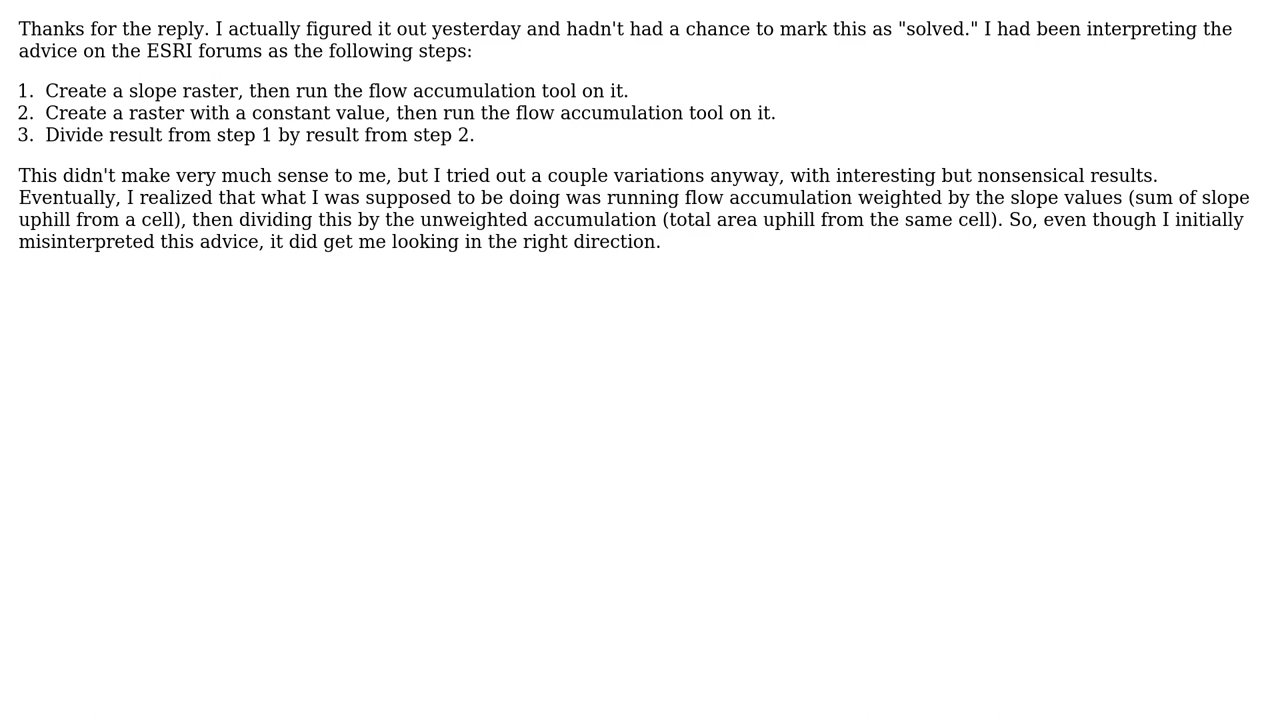 Thanks for the reply. I actually figured it out yesterday and hadn't had a chance to mark this as "solved." I had been interpreting the
advice on the ESRI forums as the following steps:
1. Create a slope raster, then run the flow accumulation tool on it.
2. Create a raster with a constant value, then run the flow accumulation tool on it.
3. Divide result from step 1 by result from step 2.
This didn't make very much sense to me, but I tried out a couple variations anyway, with interesting but nonsensical results.
Eventually, I realized that what I was supposed to be doing was running flow accumulation weighted by the slope values (sum of slope
uphill from a cell), then dividing this by the unweighted accumulation (total area uphill from the same cell). So, even though I initially
misinterpreted this advice, it did get me looking in the right direction.